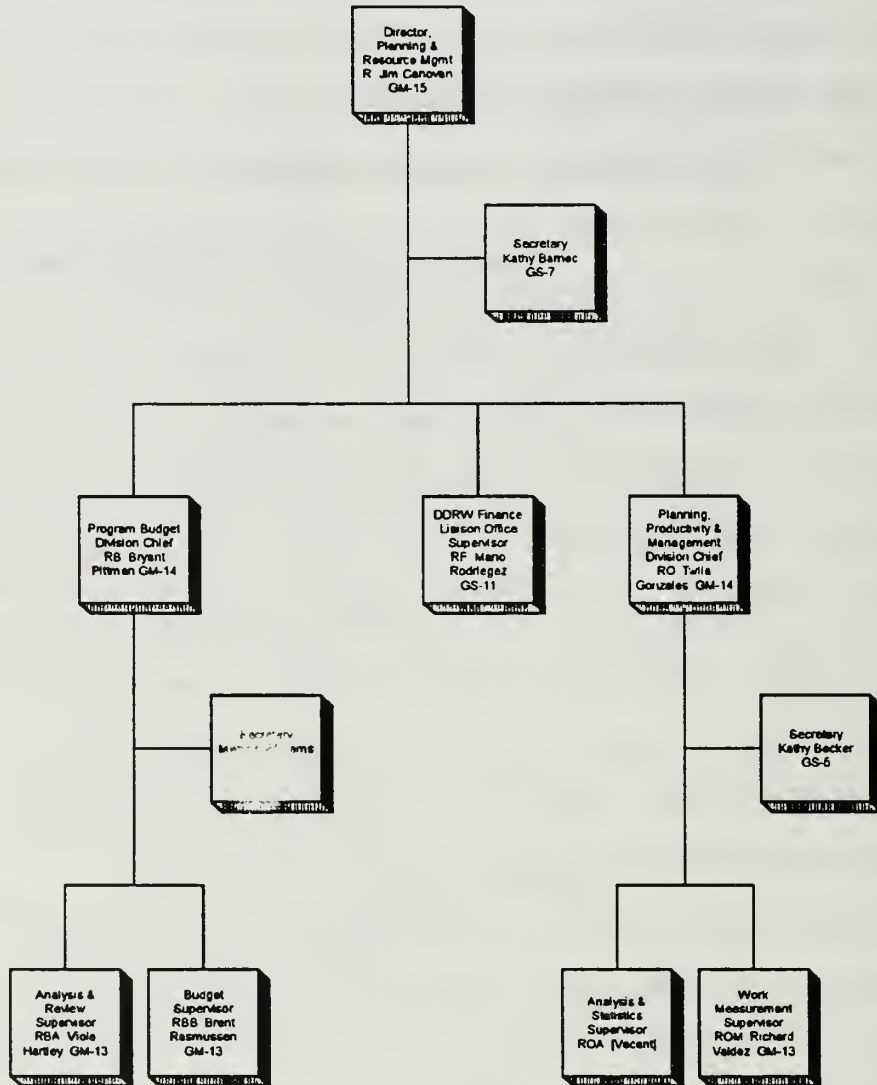 Director,
Planning &
Resource Mgmt
R Jim Canovan
GM-15
Secretary
Kathy Barnec
GS-7
Program Budget
Division Chief
RB Bryant
Pittman GM-14
DDRW Finance
Liaison Office
Supervisor
RF Mario
Rodriegez
GS-11
Planning,
Productivity &
Management
Division Chief
RO Twila
Gonzales GM-14
Secretary
Secretary
Kathy Becker
GS-5
Analysis &
Review
Supervisor
RBA Viola
Hartley GM-13
Budget
Supervisor
RBB Brent
Rasmussen
GM-13
Analysis &
Statistics
Supervisor
ROA [Vacant]
Work
Measurement
Supervisor
ROM Richard
Valdez GM-13